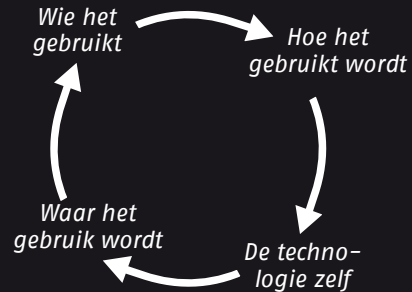 Wie het
gebruikt
Hoe het
gebruikt wordt
De techno-
logie zelf
Waar het
gebruik wordt